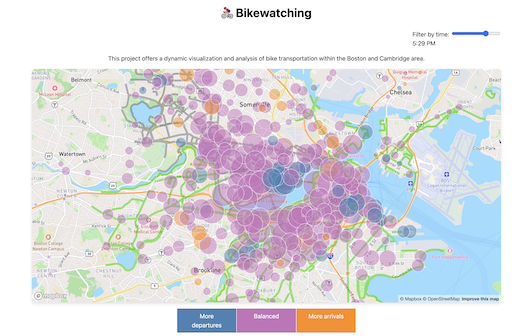 🚴🏼‍♀️ Bikewatching
Filter by time:
5:29 PM
This project offers a dynamic visualization and analysis of bike transportation within the Boston and Cambridge area.
Belmont
Chelsea
Somerville
Watertown
Court Park
Brookline
mapbox
© Mapbox © OpenStreetMap Improve this map
More departures
Balanced
More arrivals